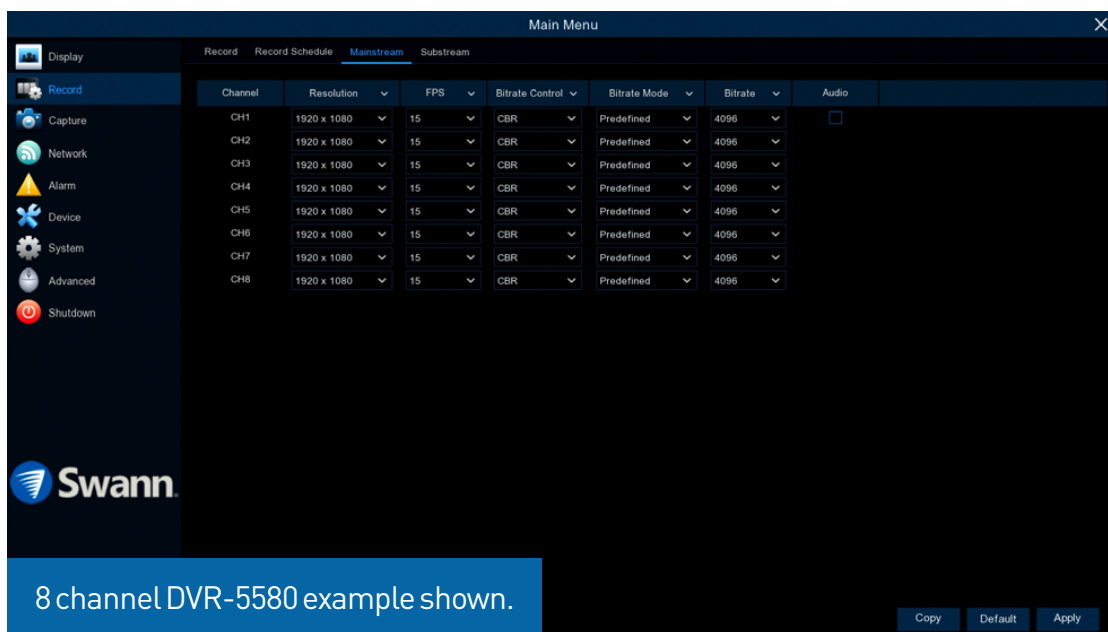 Main Menu
Display
Record
Capture
Network
Alarm
Device
System
Advanced
Shutdown
Swann.
Record Record Schedule Mainstream Substream
Channel Resolution FPS Bitrate Control Bitrate Mode Bitrate Audio
CH1 1920 x 1080 15 CBR Predefined 4096
CH2 1920 x 1080 15 CBR Predefined 4096
CH3 1920 x 1080 15 CBR Predefined 4096
CH4 1920 x 1080 15 CBR Predefined 4096
CH5 1920 x 1080 15 CBR Predefined 4096
CH6 1920 x 1080 15 CBR Predefined 4096
CH7 1920 x 1080 15 CBR Predefined 4096
CH8 1920 x 1080 15 CBR Predefined 4096
8 channel DVR-5580 example shown.
Copy Default Apply